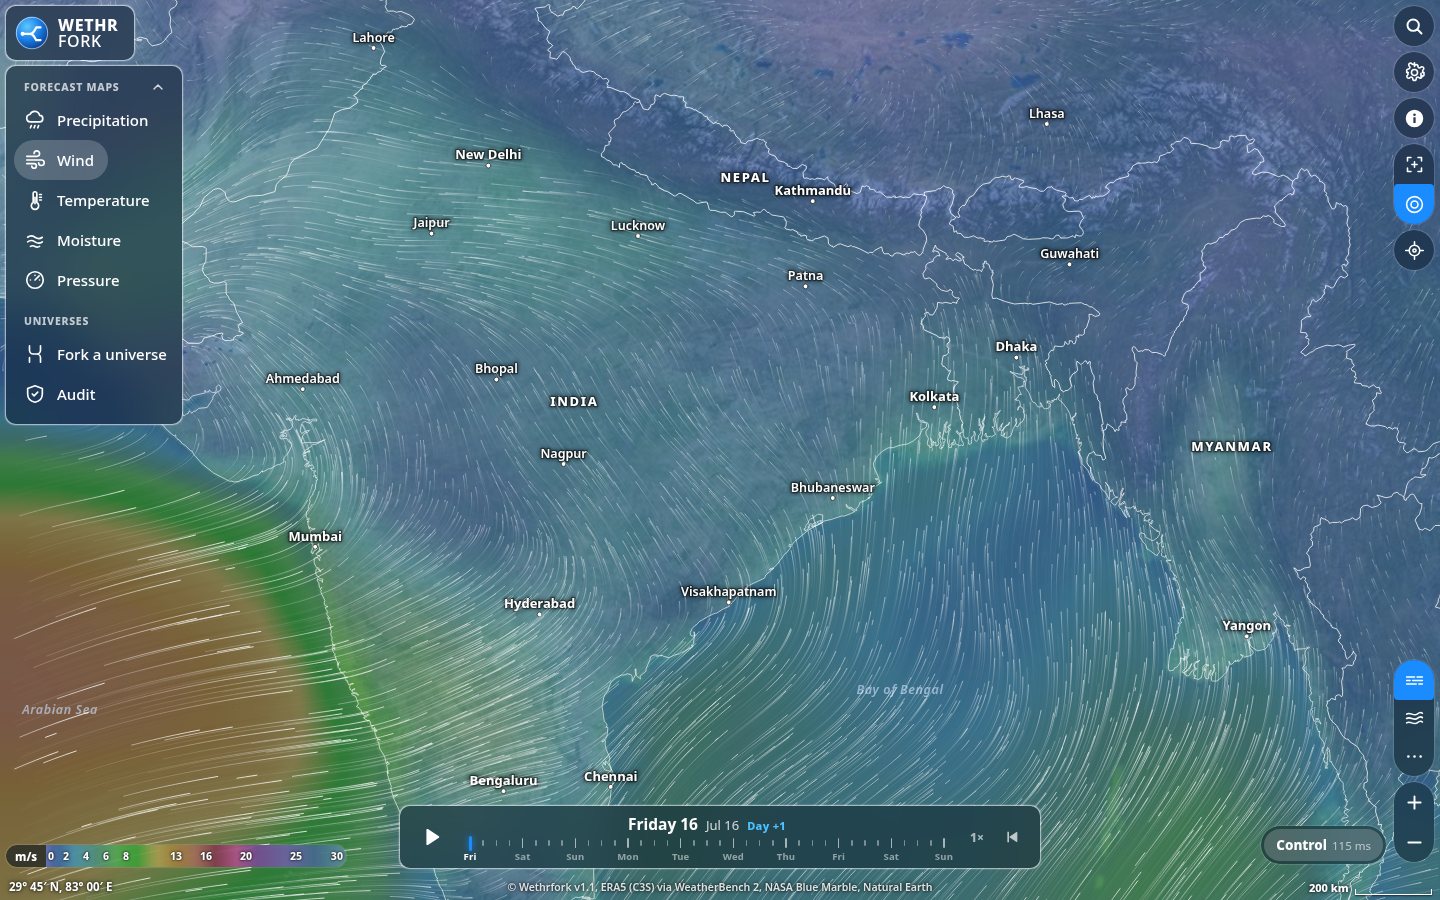 WETHR
FORK
FORECAST MAPS
Precipitation
Wind
Temperature
Moisture
Pressure
UNIVERSES
Fork a universe
Audit
Lahore
Lhasa
New Delhi
NEPAL
Kathmandu
Jaipur
Lucknow
Guwahati
Patna
Dhaka
Bhopal
Ahmedabad
INDIA
Kolkata
MYANMAR
Nagpur
Bhubaneswar
Mumbai
Visakhapatnam
Hyderabad
Yangon
Bay of Bengal
Arabian Sea
Bengaluru
Chennai
Friday 16 Jul 16 Day +1
1×
Fri Sat Sun Mon Tue Wed Thu Fri Sat Sun
Control 115 ms
m/s 0 2 4 6 8 13 16 20 25 30
29° 45′ N, 83° 00′ E
© Wethrfork v1.1, ERA5 (C3S) via WeatherBench 2, NASA Blue Marble, Natural Earth
200 km